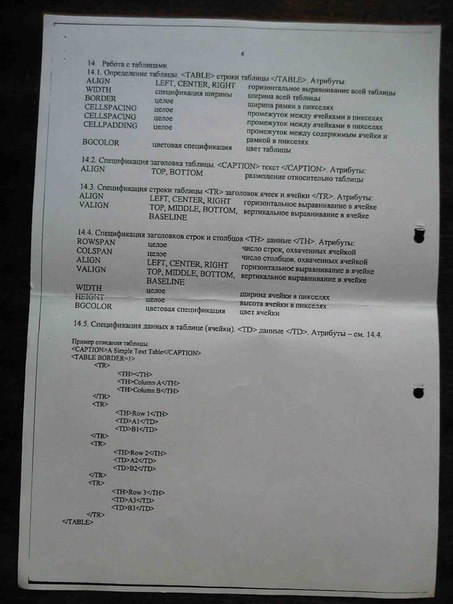 4
14. Работа с таблицами.
14.1. Определение таблицы. <TABLE> строки таблицы </TABLE>. Атрибуты:
ALIGN LEFT, CENTER, RIGHT горизонтальное выравнивание всей таблицы
WIDTH спецификация ширины ширина всей таблицы
BORDER целое ширина рамки в пикселях
CELLSPACING целое промежуток между ячейками в пикселях
CELLSPACING целое промежуток между ячейками в пикселях
CELLPADDING целое промежуток между содержимым ячейки и
рамкой в пикселях
BGCOLOR цветовая спецификация цвет таблицы
14.2. Спецификация заголовка таблицы. <CAPTION> текст </CAPTION>. Атрибуты:
ALIGN TOP, BOTTOM размещение относительно таблицы
14.3. Спецификация строки таблицы <TR> заголовок ячеек и ячейки </TR>. Атрибуты:
ALIGN LEFT, CENTER, RIGHT горизонтальное выравнивание в ячейке
VALIGN TOP, MIDDLE, BOTTOM, вертикальное выравнивание в ячейке
BASELINE
14.4. Спецификация заголовков строк и столбцов <TH> данные </TH>. Атрибуты:
ROWSPAN целое число строк, охваченных ячейкой
COLSPAN целое число столбцов, охваченных ячейкой
ALIGN LEFT, CENTER, RIGHT горизонтальное выравнивание в ячейке
VALIGN TOP, MIDDLE, BOTTOM, вертикальное выравнивание в ячейке
BASELINE
WIDTH целое ширина ячейки в пикселях
HEIGHT целое высота ячейки в пикселях
BGCOLOR цветовая спецификация цвет ячейки
14.5. Спецификация данных в таблице (ячейки). <TD> данные </TD>. Атрибуты – см. 14.4.
Пример описания таблицы.
<CAPTION>A Simple Text Table</CAPTION>
<TABLE BORDER=1>
<TR>
<TH></TH>
<TH>Column A</TH>
<TH>Column B</TH>
</TR>
<TR>
<TH>Row 1</TH>
<TD>A1</TD>
<TD>B1</TD>
</TR>
<TR>
<TH>Row 2</TH>
<TD>A2</TD>
<TD>B2</TD>
</TR>
<TR>
<TH>Row 3</TH>
<TD>A3</TD>
<TD>B3</TD>
</TR>
</TABLE>